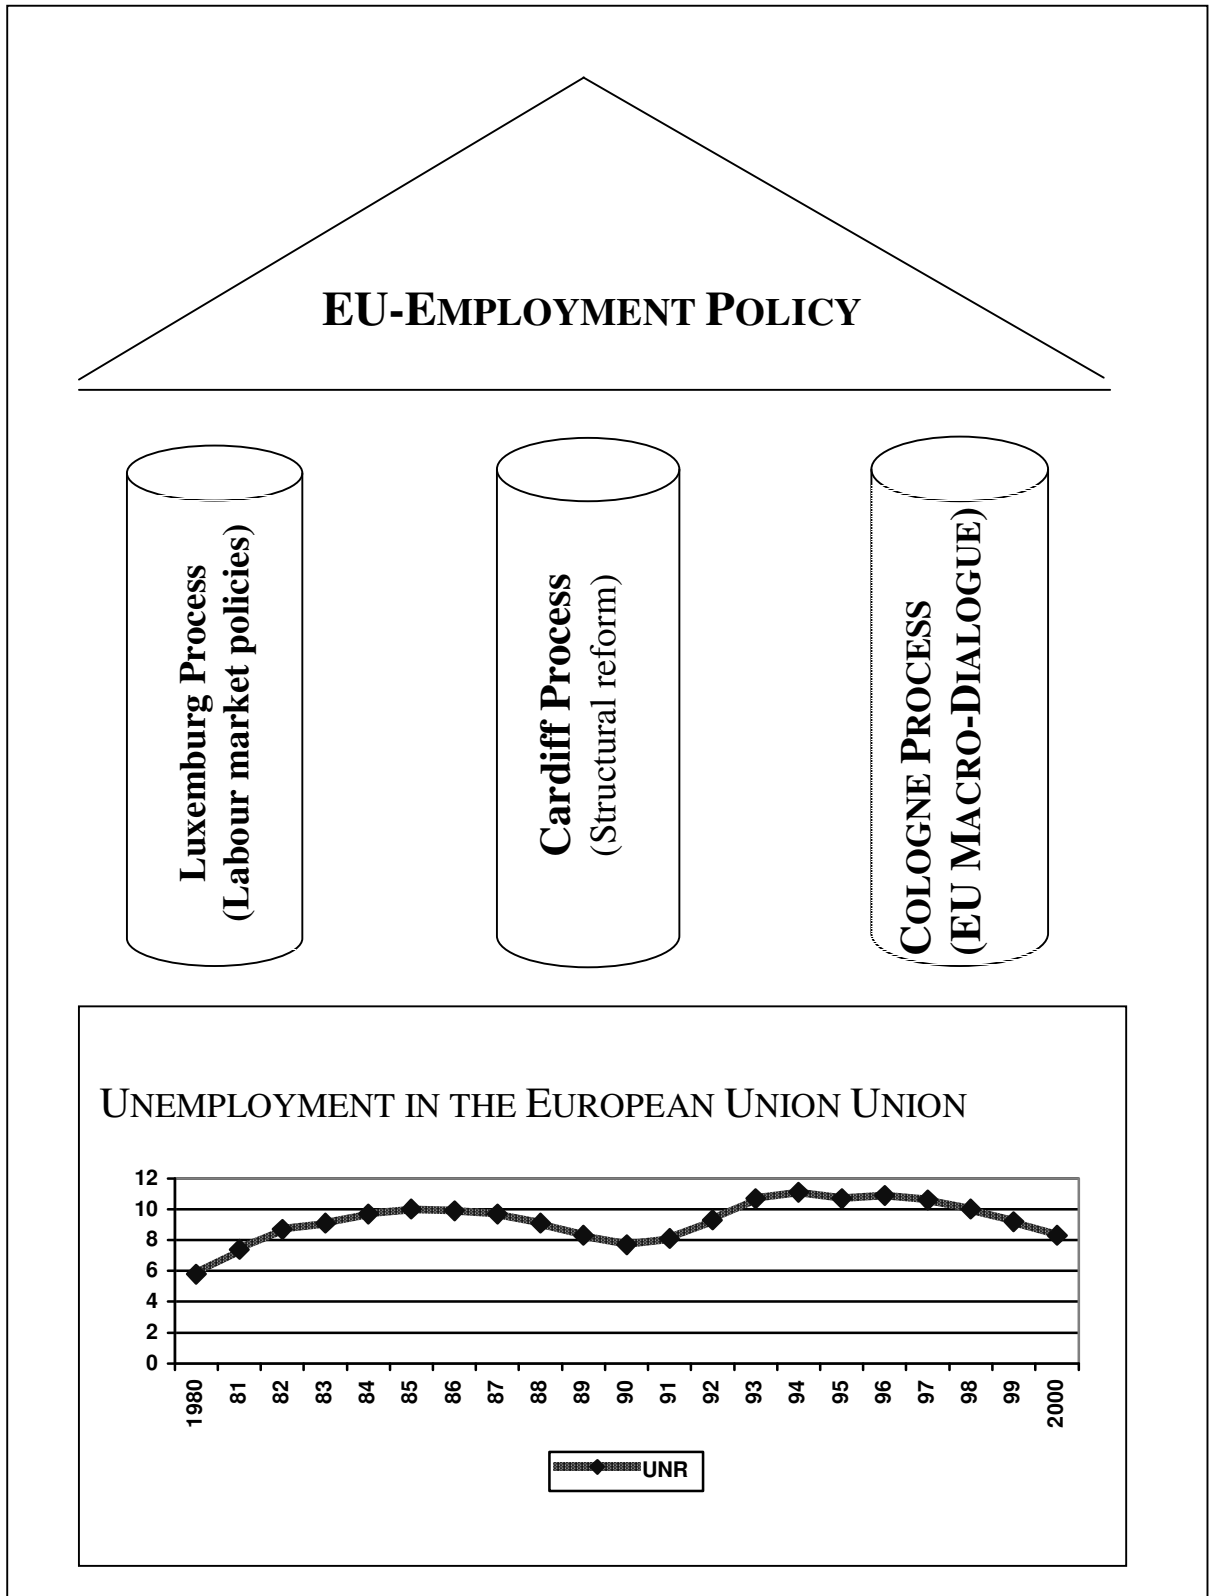 EU-EMPLOYMENT POLICY
Luxemburg Process
(Labour market policies)
Cardiff Process
(Structural reform)
COLOGNE PROCESS
(EU MACRO-DIALOGUE)
UNEMPLOYMENT IN THE EUROPEAN UNION UNION
12
10
8
6
4
2
0
1980 81 82 83 84 85 86 87 88 89 90 91 92 93 94 95 96 97 98 99 2000
UNR